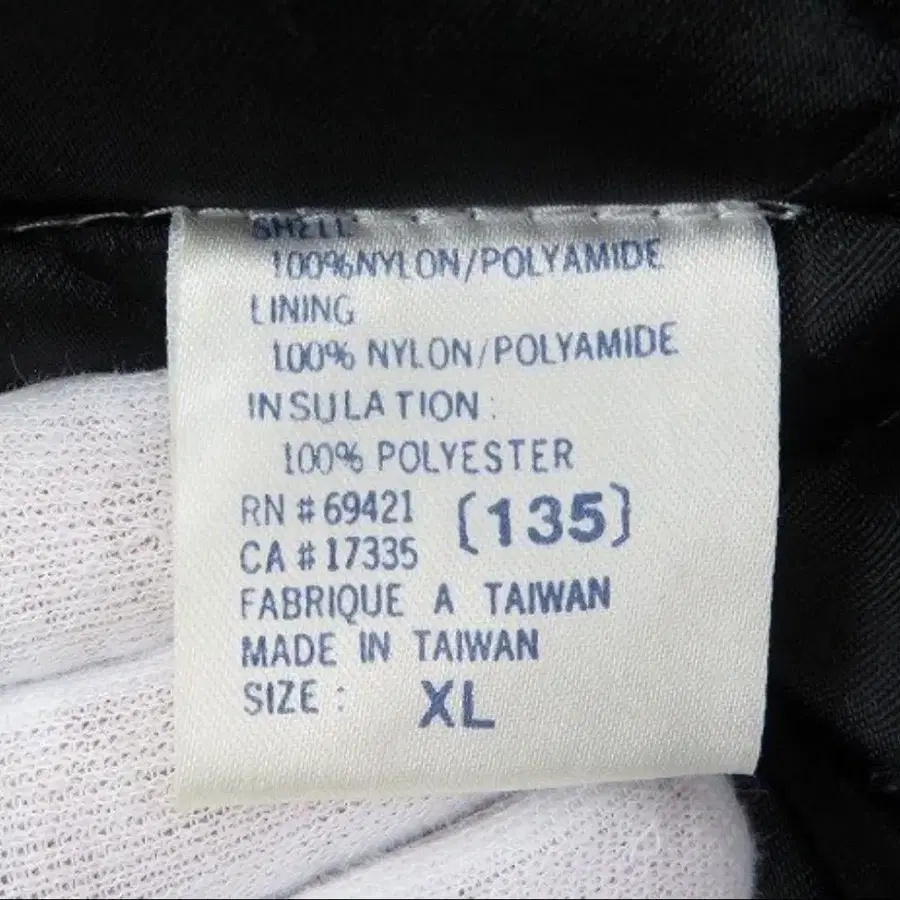 SHELL
100%NYLON/POLYAMIDE
LINING
100% NYLON/POLYAMIDE
INSULATION:
100% POLYESTER
RN # 69421 [135]
CA # 17335
FABRIQUE A TAIWAN
MADE IN TAIWAN
SIZE: XL